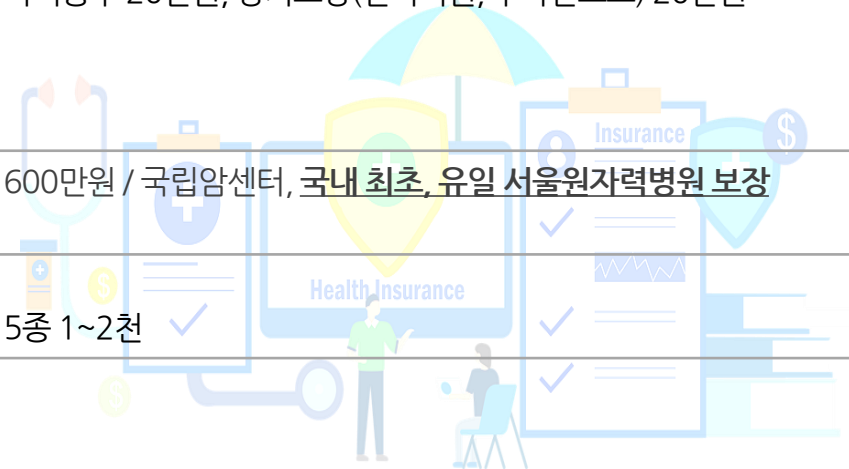 Insurance
600만원 / 국립암센터, 국내 최초, 유일 서울원자력병원 보장
Health Insurance
5종 1~2천